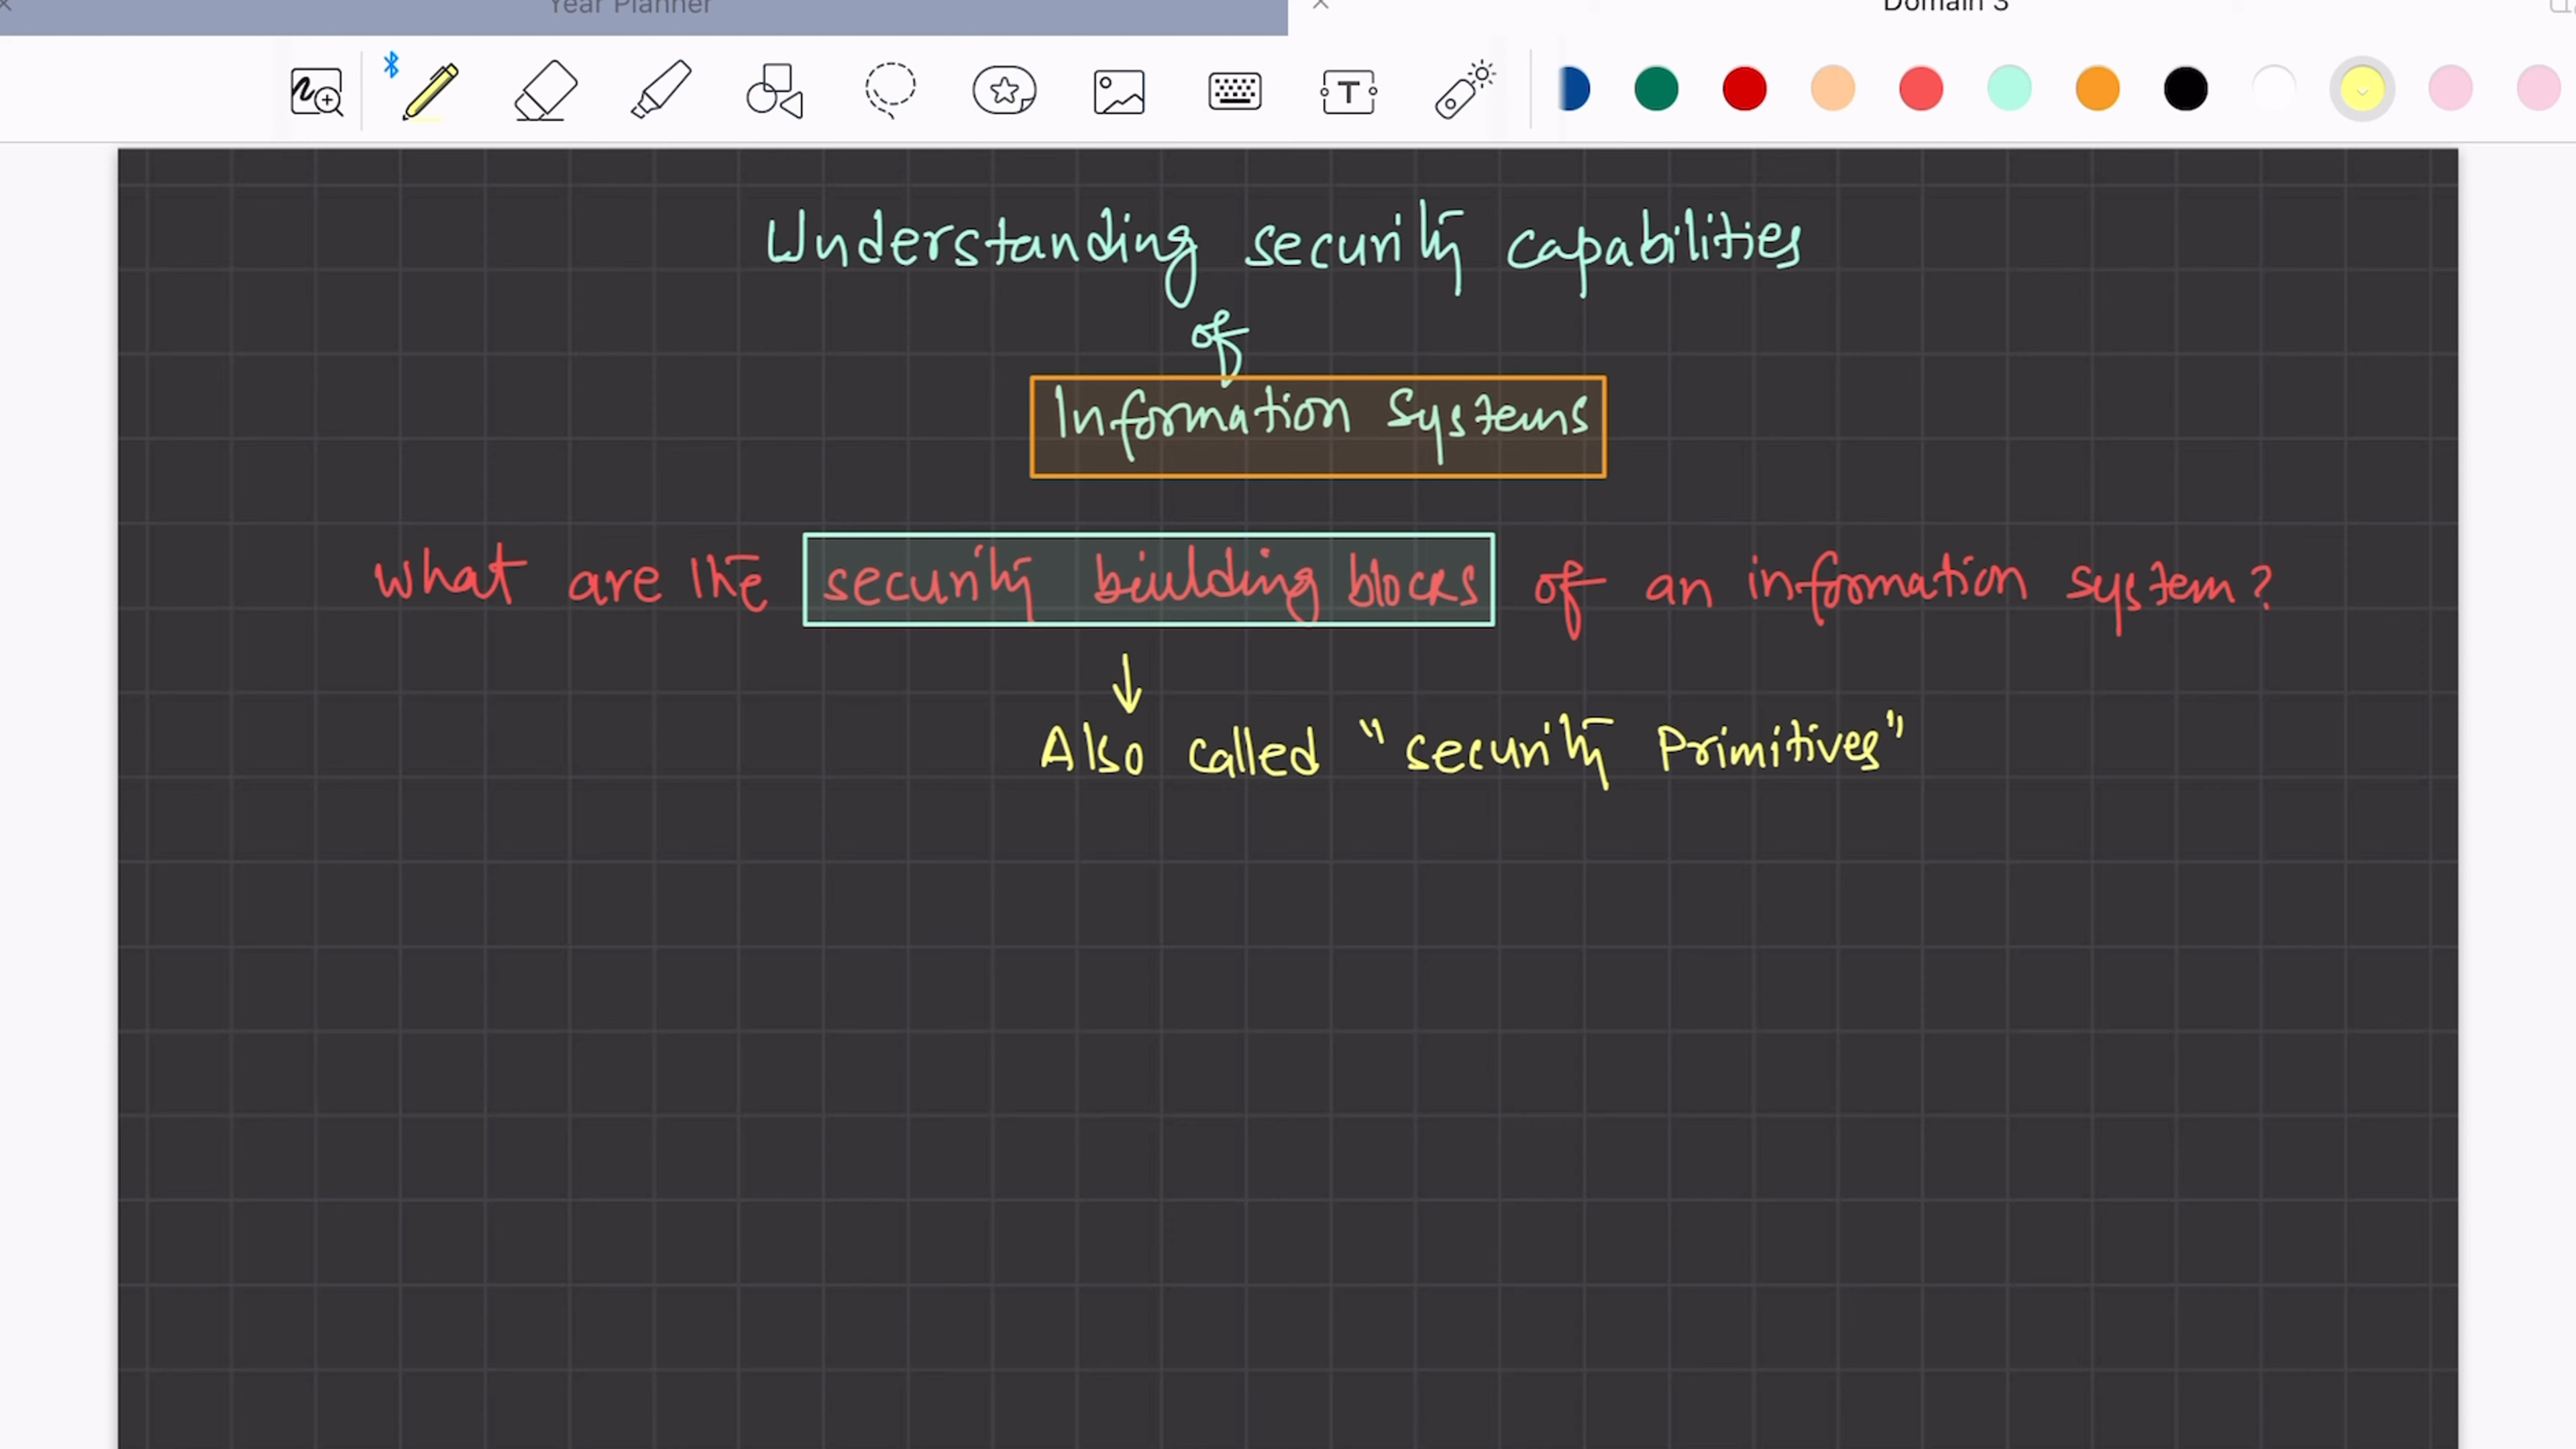 Year Planner
Domain 3
Understanding security capabilities
of
Information Systems
What are the security building blocks of an information system?
Also called "security Primitives"